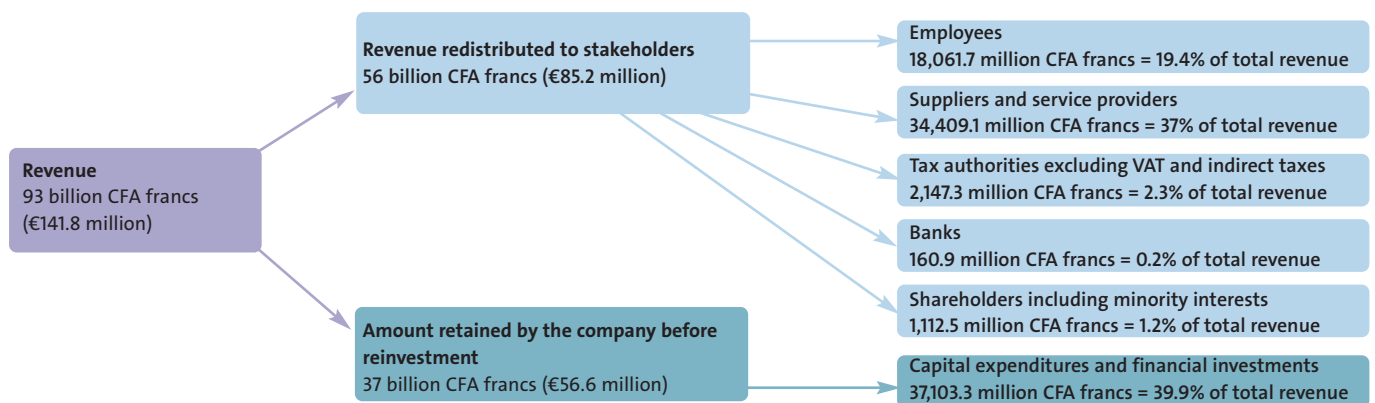 Revenue
93 billion CFA francs
(€141.8 million)
Revenue redistributed to stakeholders
56 billion CFA francs (€85.2 million)
Amount retained by the company before
reinvestment
37 billion CFA francs (€56.6 million)
Employees
18,061.7 million CFA francs = 19.4% of total revenue
Suppliers and service providers
34,409.1 million CFA francs = 37% of total revenue
Tax authorities excluding VAT and indirect taxes
2,147.3 million CFA francs = 2.3% of total revenue
Banks
160.9 million CFA francs = 0.2% of total revenue
Shareholders including minority interests
1,112.5 million CFA francs = 1.2% of total revenue
Capital expenditures and financial investments
37,103.3 million CFA francs = 39.9% of total revenue